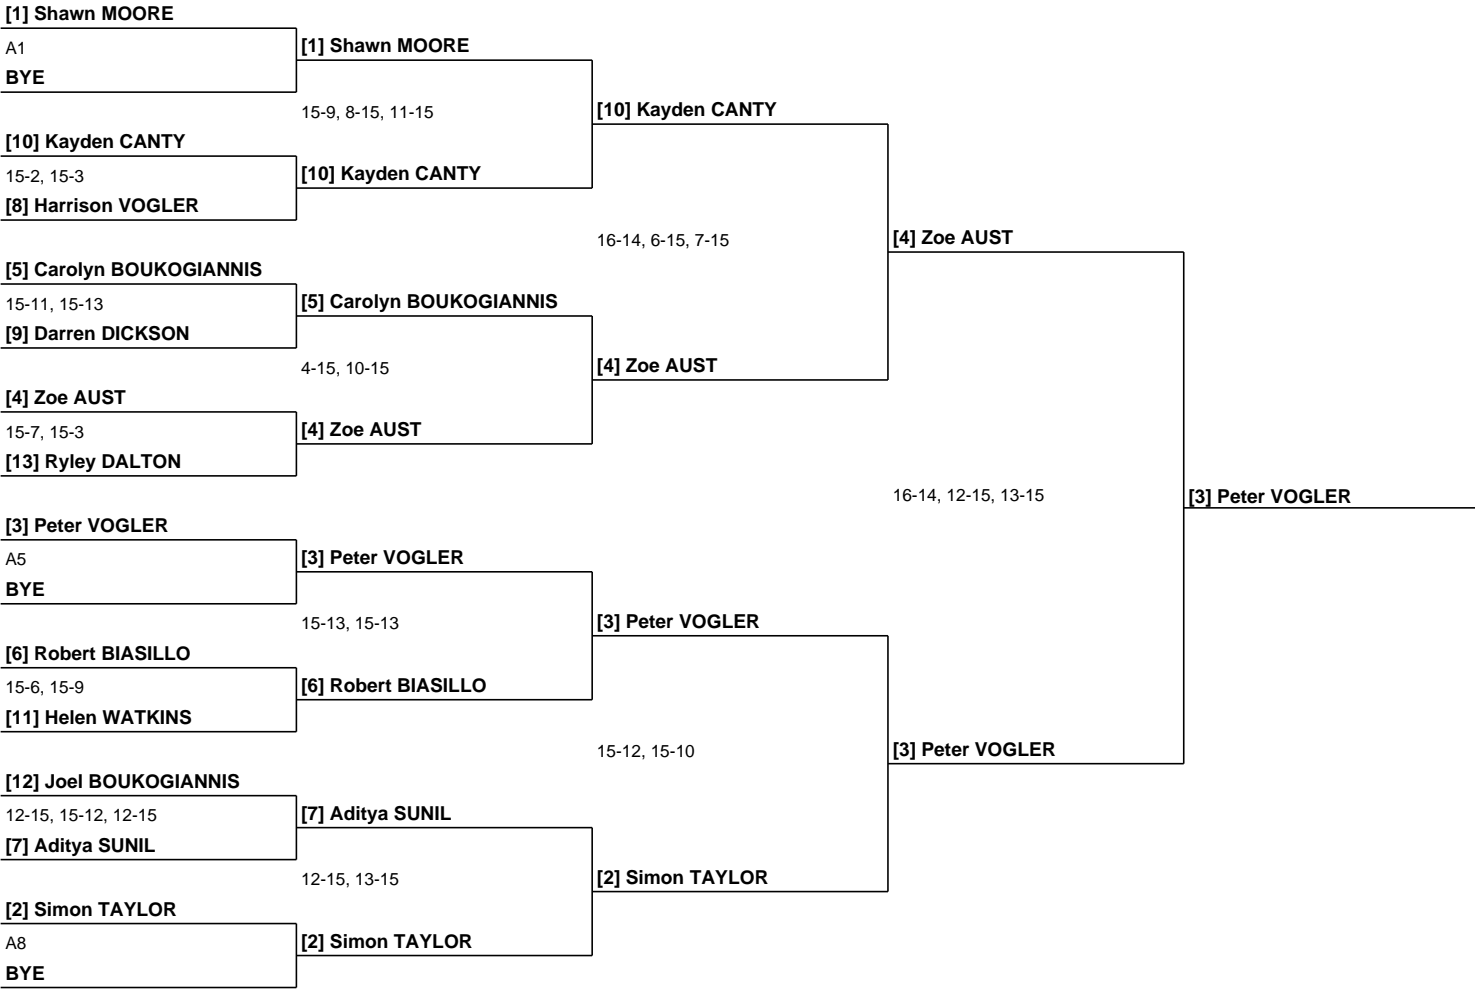 [1] Shawn MOORE
A1
BYE
[10] Kayden CANTY
15-2, 15-3
[8] Harrison VOGLER
[5] Carolyn BOUKOGIANNIS
15-11, 15-13
[9] Darren DICKSON
[4] Zoe AUST
15-7, 15-3
[13] Ryley DALTON
[3] Peter VOGLER
A5
BYE
[6] Robert BIASILLO
15-6, 15-9
[11] Helen WATKINS
[12] Joel BOUKOGIANNIS
12-15, 15-12, 12-15
[7] Aditya SUNIL
[2] Simon TAYLOR
A8
BYE
[1] Shawn MOORE
15-9, 8-15, 11-15
[10] Kayden CANTY
[5] Carolyn BOUKOGIANNIS
4-15, 10-15
[4] Zoe AUST
[3] Peter VOGLER
15-13, 15-13
[6] Robert BIASILLO
[7] Aditya SUNIL
12-15, 13-15
[2] Simon TAYLOR
[10] Kayden CANTY
16-14, 6-15, 7-15
[4] Zoe AUST
[3] Peter VOGLER
15-12, 15-10
[2] Simon TAYLOR
[4] Zoe AUST
16-14, 12-15, 13-15
[3] Peter VOGLER
[3] Peter VOGLER